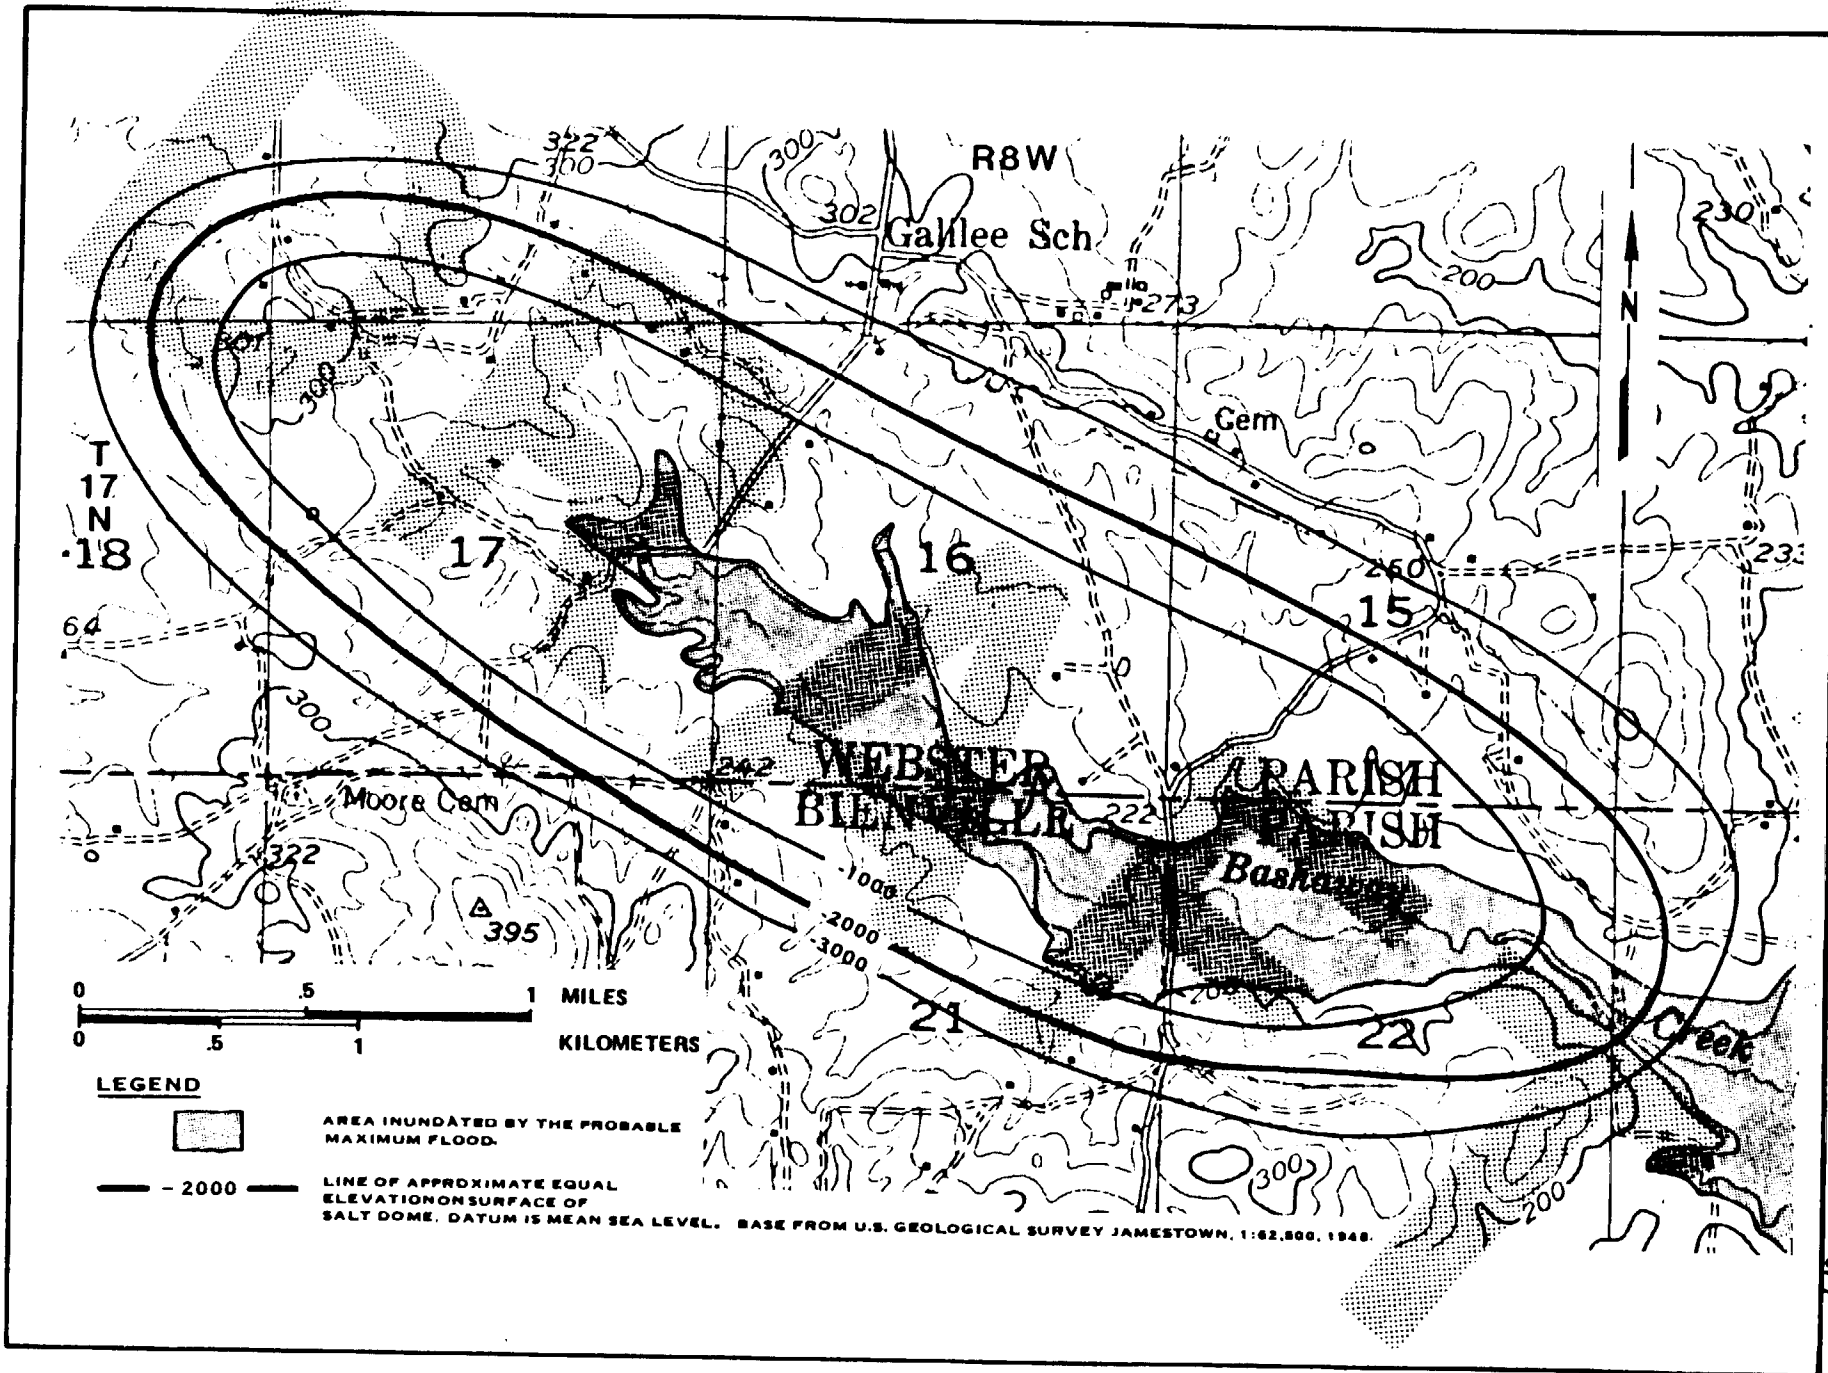 322
300
300
R8W
302
Galilee Sch
230
200
273
N
301
300
Cem
T
17
N
18
17
16
260
233
15
64
300
WEBSTER PARISH
242
BIENVILLE PARISH
222
Moore Cem
322
Bashaway
-1000
395
-2000
-3000
200
0 .5 1 MILES
21
22
Creek
0 .5 1 KILOMETERS
LEGEND
AREA INUNDATED BY THE PROBABLE
MAXIMUM FLOOD.
300
200
-2000
LINE OF APPROXIMATE EQUAL
ELEVATION ON SURFACE OF
SALT DOME. DATUM IS MEAN SEA LEVEL. BASE FROM U.S. GEOLOGICAL SURVEY JAMESTOWN, 1:62,500, 1948.